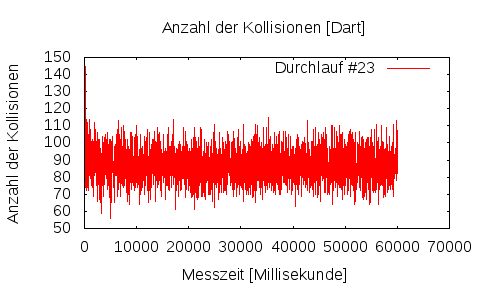 Anzahl der Kollisionen [Dart]
Durchlauf #23
Anzahl der Kollisionen
150
140
130
120
110
100
90
80
70
60
50
0 10000 20000 30000 40000 50000 60000 70000
Messzeit [Millisekunde]